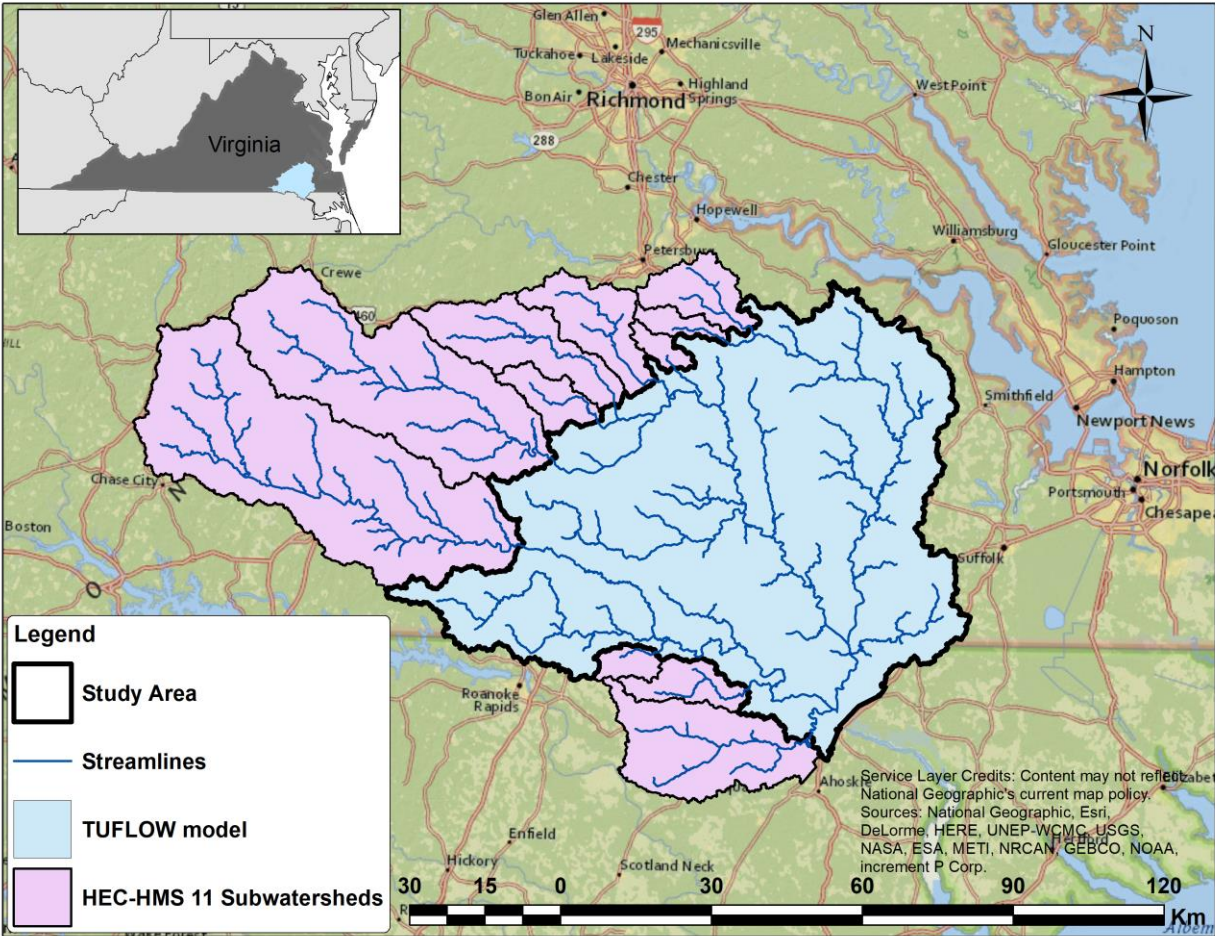 Glen Allen
295
Mechanicsville
Tuckahoe
Lakeside
Highland
Springs
Bon Air
Richmond
West Point
N
Virginia
288
Chester
Hopewell
Williamsburg
Gloucester Point
Petersburg
Crewe
460
Poquoson
Hampton
Smithfield
Newport News
Chase City
Norfolk
Portsmouth
Chesapea
Boston
N
O
Suffolk
Legend
Study Area
Streamlines
TUFLOW model
HEC-HMS 11 Subwatersheds
Roanoke
Rapids
Ahoskie
Service Layer Credits: Content may not reflect
National Geographic's current map policy.
Sources: National Geographic, Esri,
DeLorme, HERE, UNEP-WCMC, USGS,
NASA, ESA, METI, NRCAN, GEBCO, NOAA,
increment P Corp.
Elizabet
Hertford
Enfield
Hickory
Scotland Neck
30 15 0 30 60 90 120
Km